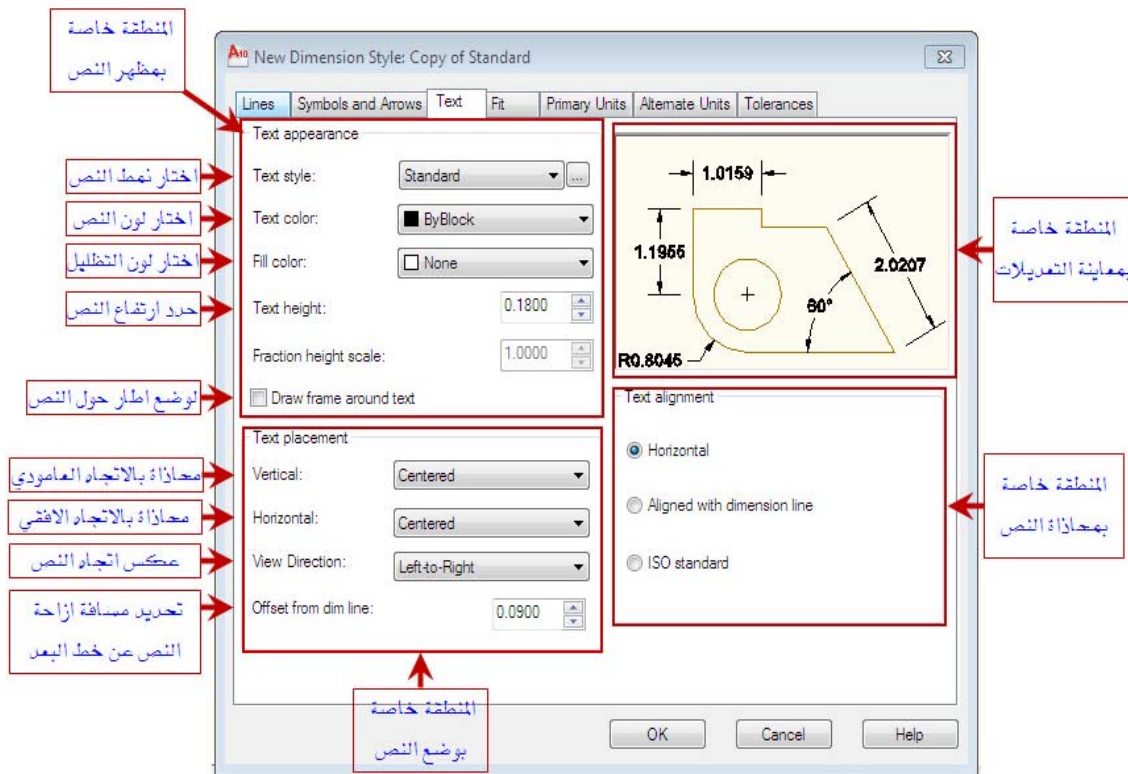 المنطقة خاصة
بمظهر النص
A10 New Dimension Style: Copy of Standard
Lines Symbols and Arrows Text Fit Primary Units Alternate Units Tolerances
Text appearance
اختار نمط النص
Text style: Standard ...
اختار لون النص
Text color: ByBlock
اختار لون التظليل
Fill color: None
حدد ارتفاع النص
Text height: 0.1800
Fraction height scale: 1.0000
لوضع اطار حول النص
Draw frame around text
1.0159
1.1955
2.0207
60°
R0.8045
المنطقة خاصة
بمعاينة التعديلات
Text placement
محاذاة بالاتجاه العامودي
Vertical: Centered
محاذاة بالاتجاه الافقي
Horizontal: Centered
عكس اتجاه النص
View Direction: Left-to-Right
تحديد مسافة ازاحة
النص عن خط البعد
Offset from dim line: 0.0900
Text alignment
Horizontal
Aligned with dimension line
ISO standard
المنطقة خاصة
بمحاذاة النص
المنطقة خاصة
بوضع النص
OK Cancel Help